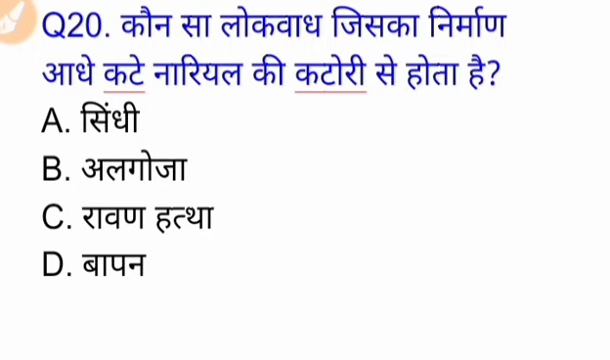 Q20. कौन सा लोकवाध जिसका निर्माण
आधे कटे नारियल की कटोरी से होता है?
A. सिंधी
B. अलगोजा
C. रावण हत्था
D. बापन